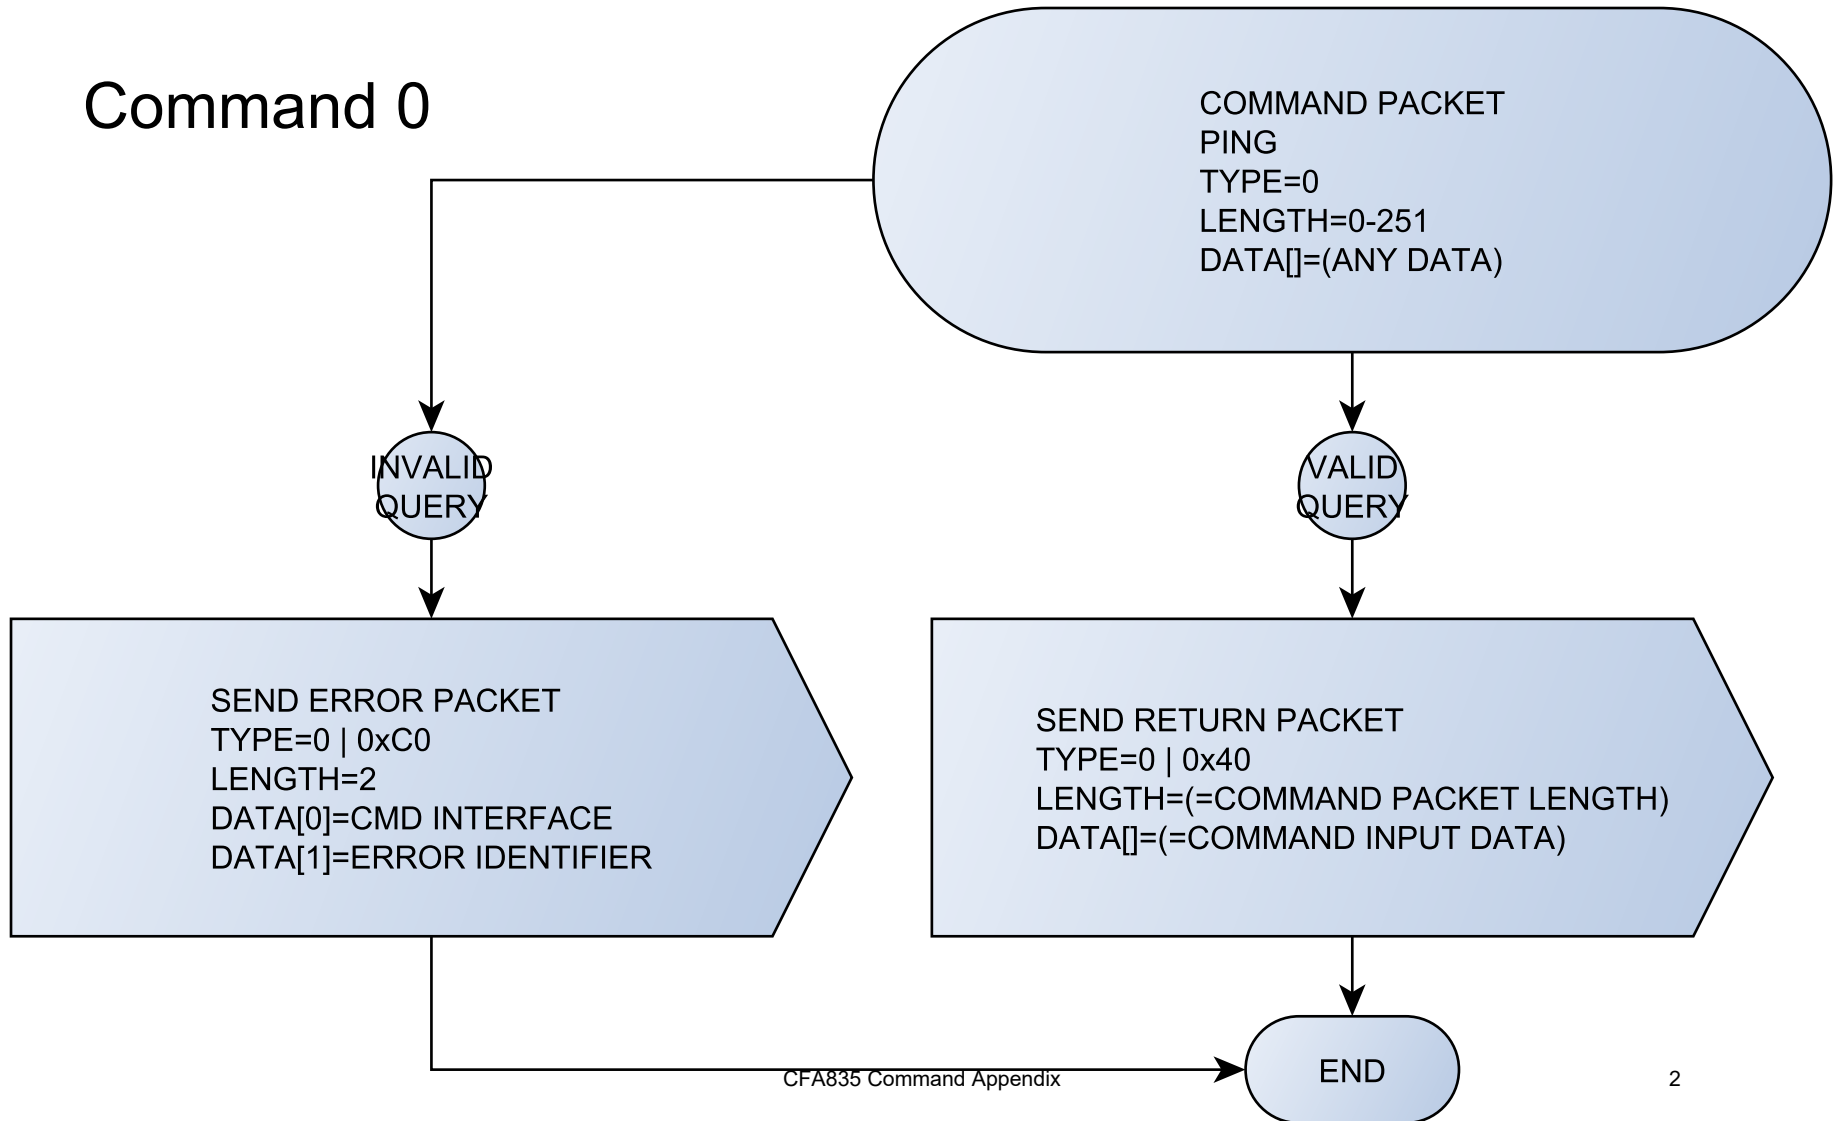 Command 0
COMMAND PACKET
PING
TYPE=0
LENGTH=0-251
DATA[]=(ANY DATA)
INVALID
QUERY
VALID
QUERY
SEND ERROR PACKET
TYPE=0 | 0xC0
LENGTH=2
DATA[0]=CMD INTERFACE
DATA[1]=ERROR IDENTIFIER
SEND RETURN PACKET
TYPE=0 | 0x40
LENGTH=(=COMMAND PACKET LENGTH)
DATA[]=(=COMMAND INPUT DATA)
END
CFA835 Command Appendix
2